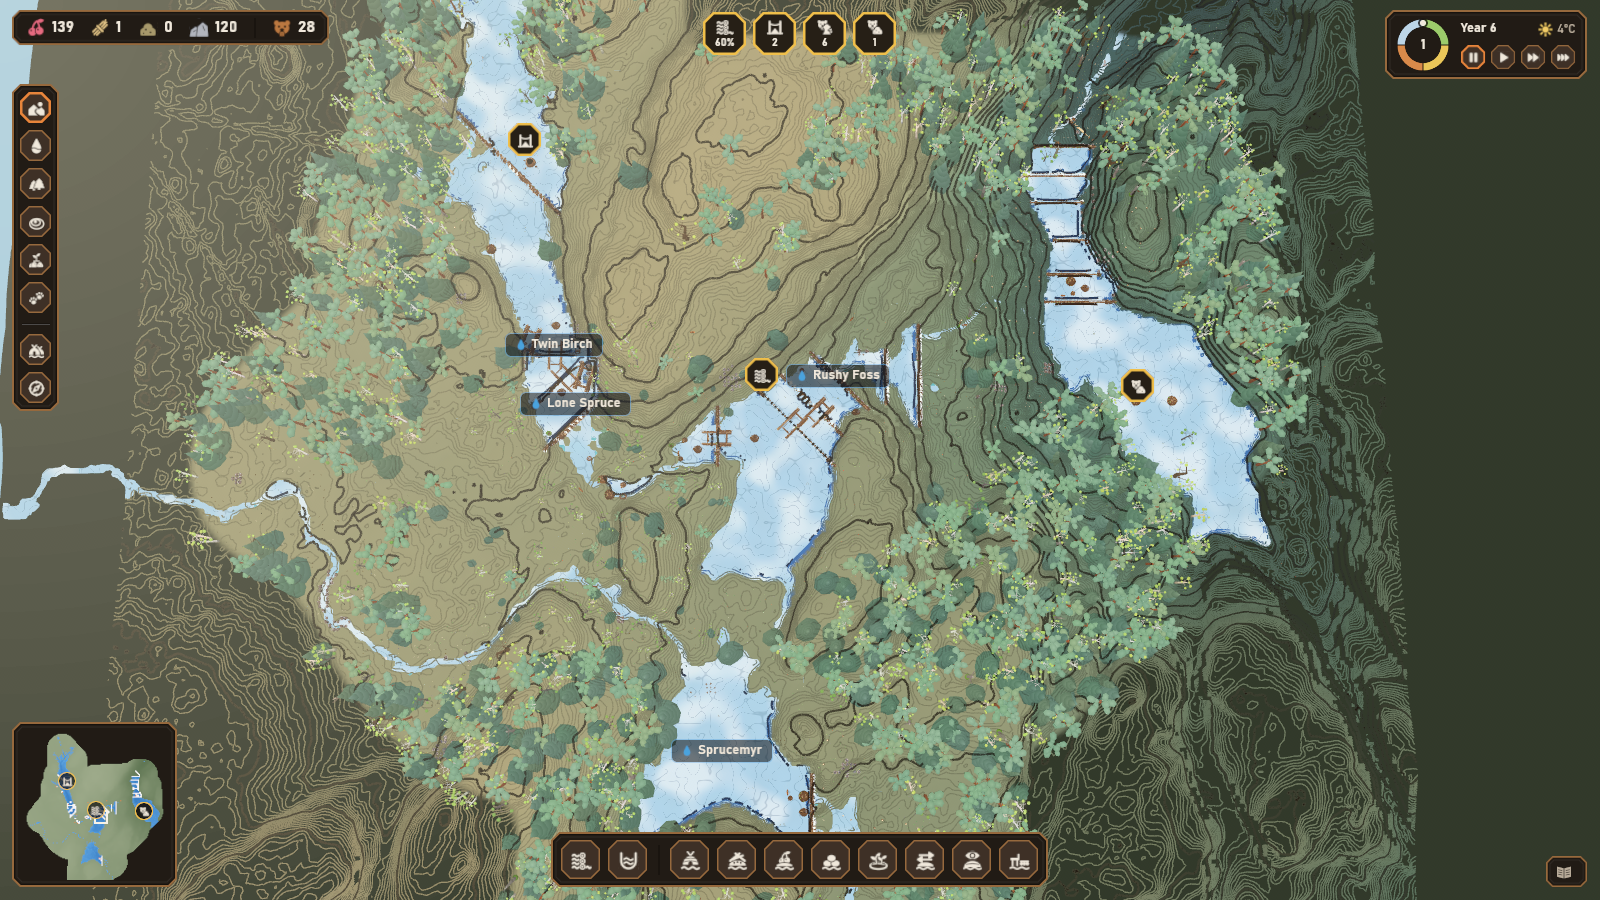 139 1 0 120 28
60% 2 6 1
1 Year 6 4°C
Twin Birch
Rushy Foss
Lone Spruce
Sprucemyr